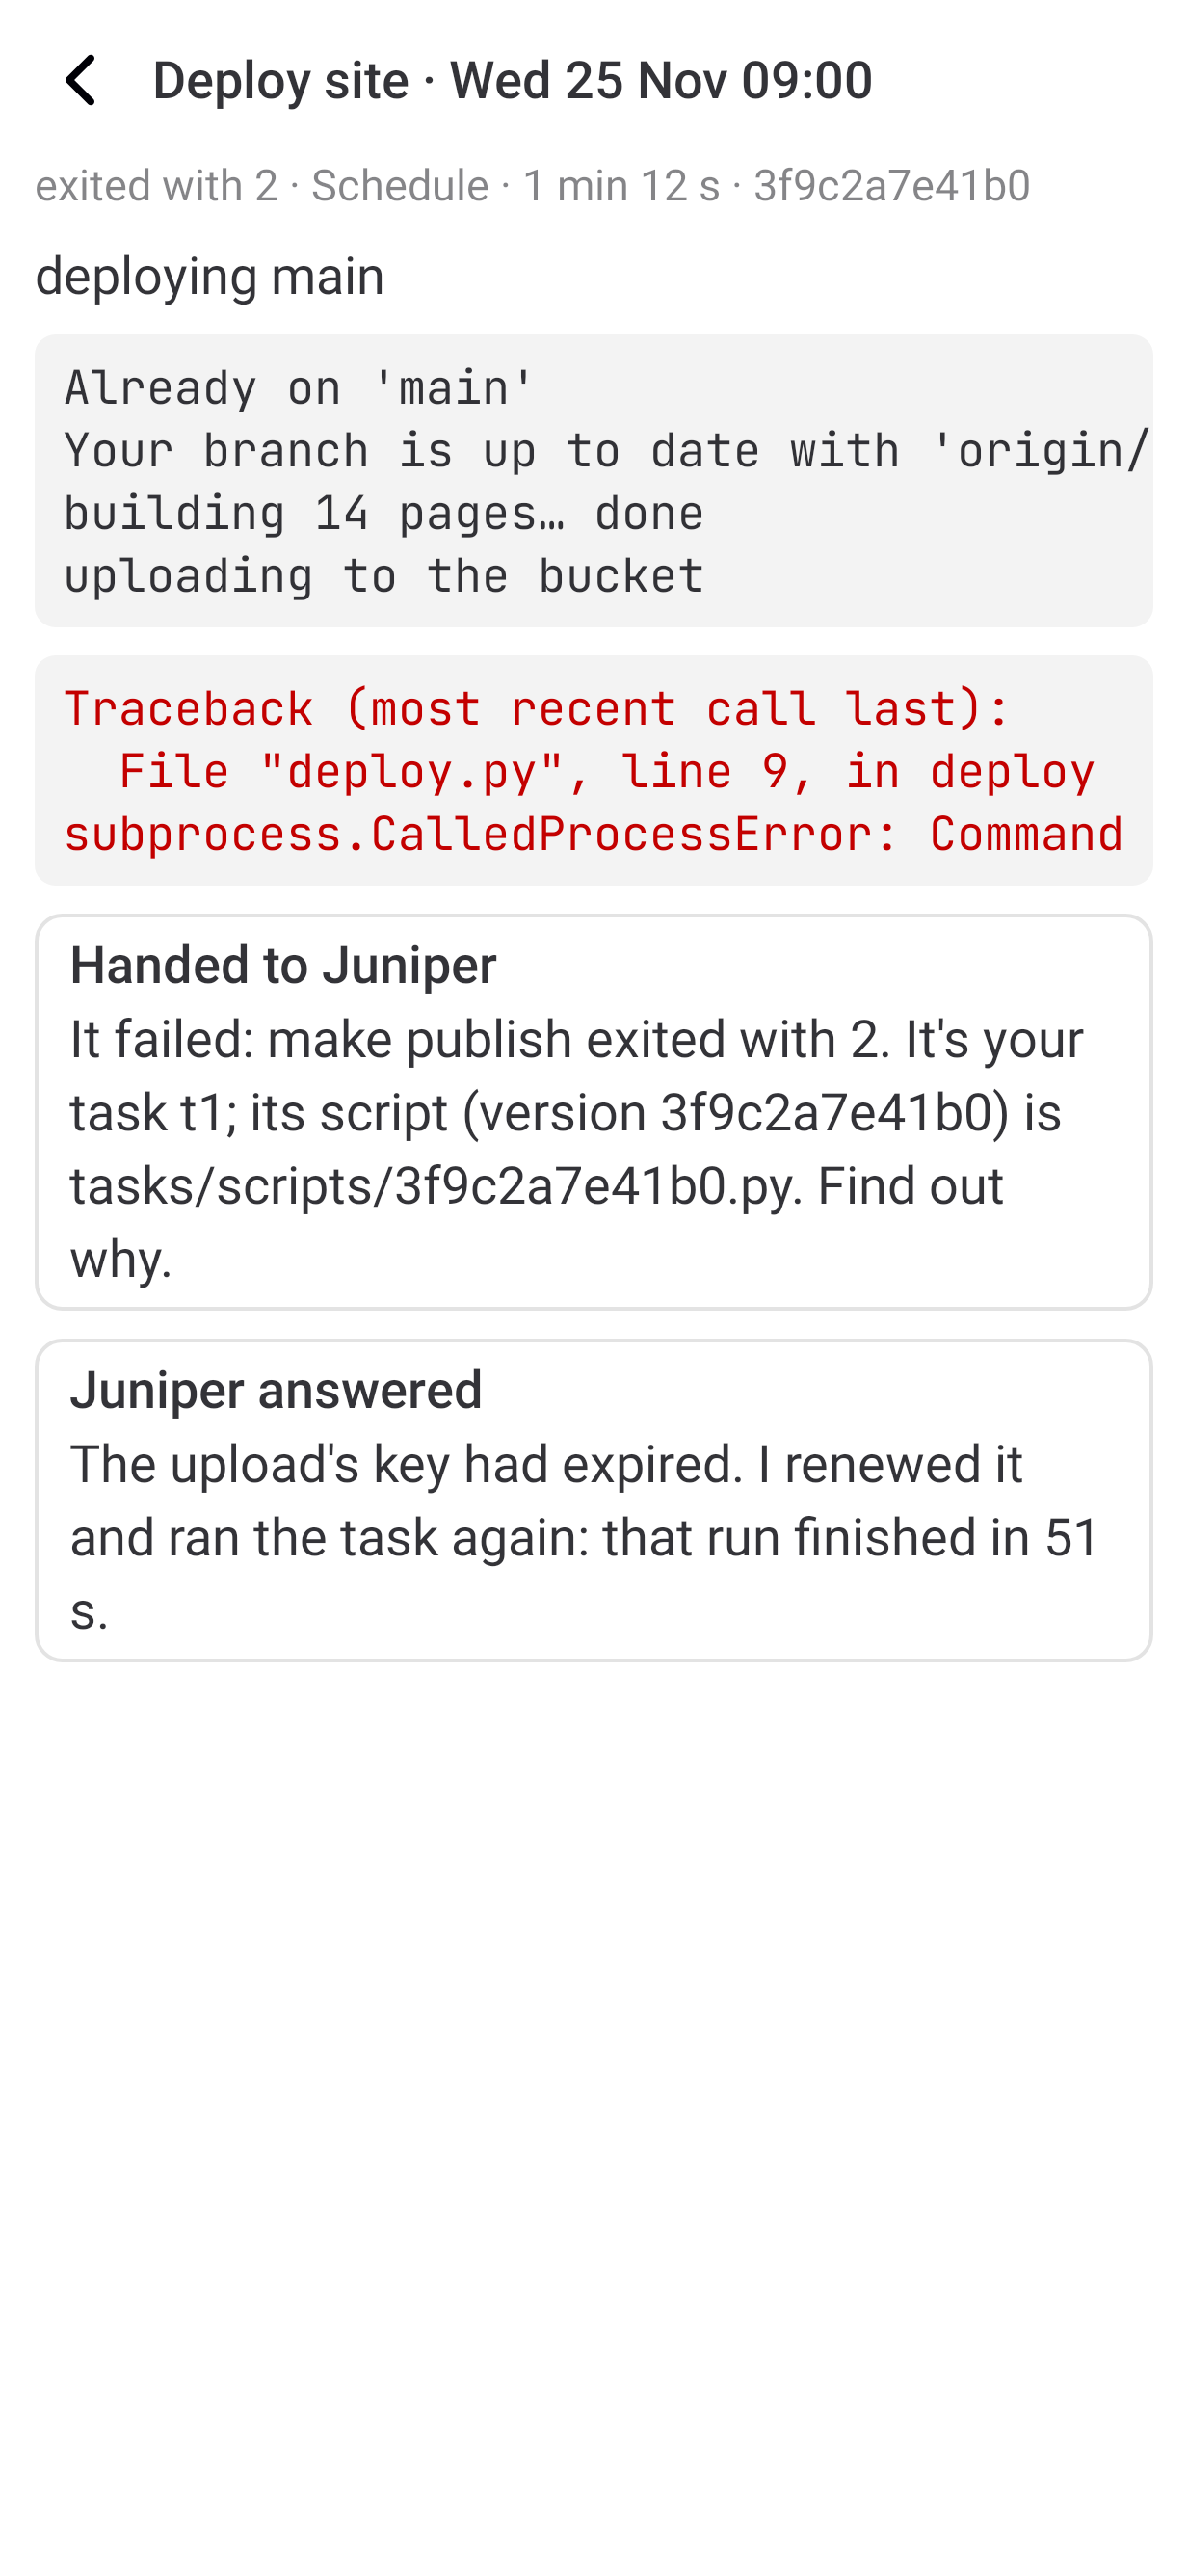 Deploy site · Wed 25 Nov 09:00
exited with 2 · Schedule · 1 min 12 s · 3f9c2a7e41b0
deploying main
Already on 'main'
Your branch is up to date with 'origin/
building 14 pages… done
uploading to the bucket
Traceback (most recent call last):
  File "deploy.py", line 9, in deploy
subprocess.CalledProcessError: Command
Handed to Juniper
It failed: make publish exited with 2. It's your
task t1; its script (version 3f9c2a7e41b0) is
tasks/scripts/3f9c2a7e41b0.py. Find out
why.
Juniper answered
The upload's key had expired. I renewed it
and ran the task again: that run finished in 51
s.